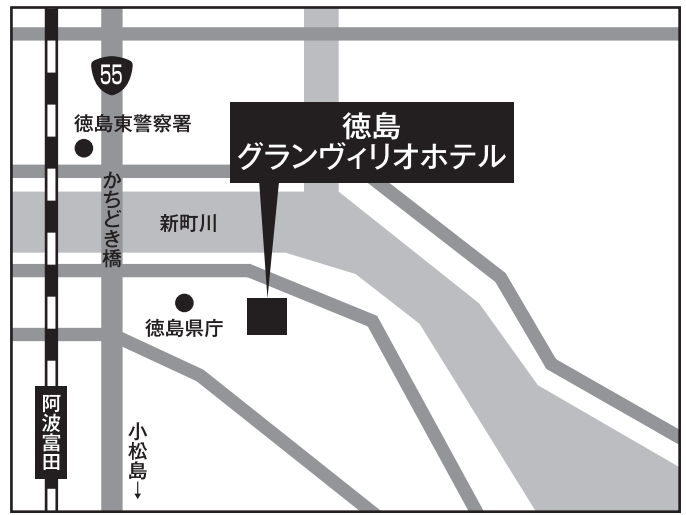 55
徳島東警察署
徳島
グランヴィリオホテル
かちどき橋
新町川
徳島県庁
阿波富田
小松島
↓